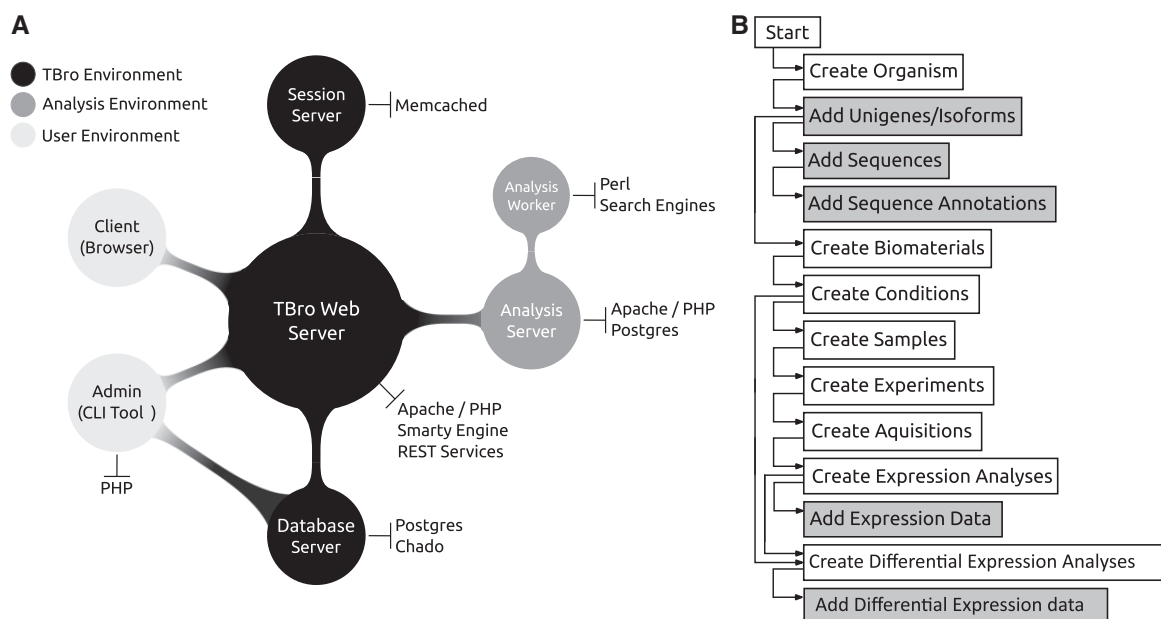 A
TBro Environment
Analysis Environment
User Environment
Session
Server
Memcached
Analysis
Worker
Perl
Search Engines
Client
(Browser)
TBro Web
Server
Analysis
Server
Apache / PHP
Postgres
Admin
(CLI Tool )
PHP
Apache / PHP
Smarty Engine
REST Services
Database
Server
Postgres
Chado
B
Start
Create Organism
Add Unigenes/Isoforms
Add Sequences
Add Sequence Annotations
Create Biomaterials
Create Conditions
Create Samples
Create Experiments
Create Aquisitions
Create Expression Analyses
Add Expression Data
Create Differential Expression Analyses
Add Differential Expression data